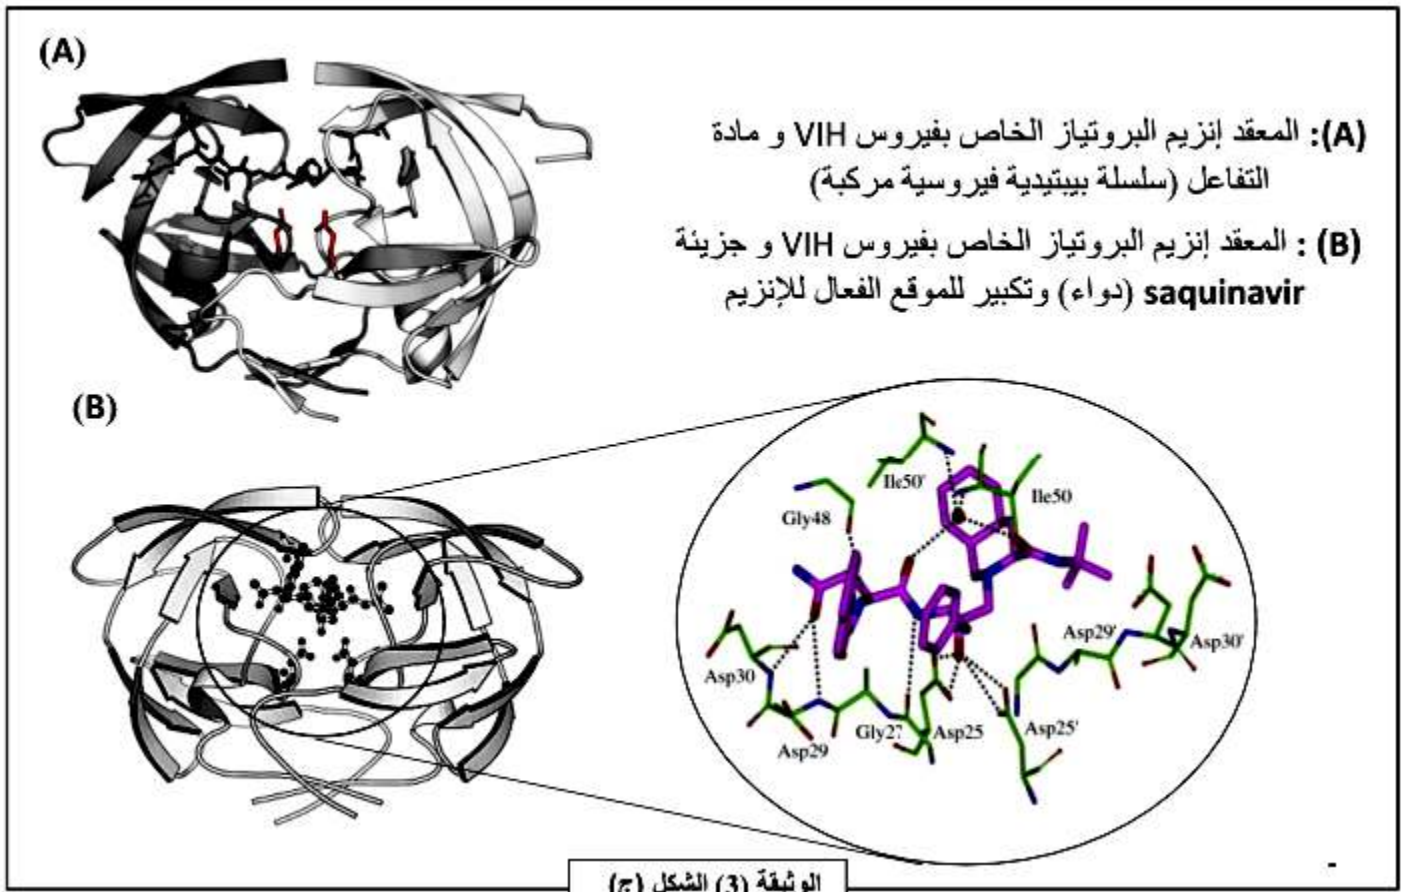 (A)
(A): المعقد إنزيم البروتياز الخاص بفيروس VIH و مادة
التفاعل (سلسلة بيبتيدية فيروسية مركبة)
(B) : المعقد إنزيم البروتياز الخاص بفيروس VIH و جزيئة
saquinavir (دواء) وتكبير للموقع الفعال للإنزيم
(B)
Ile50'
Ile50
Gly48
Asp29'
Asp30'
Asp30
Asp29
Gly27
Asp25
Asp25'
الوثيقة (3) الشكل (ج)